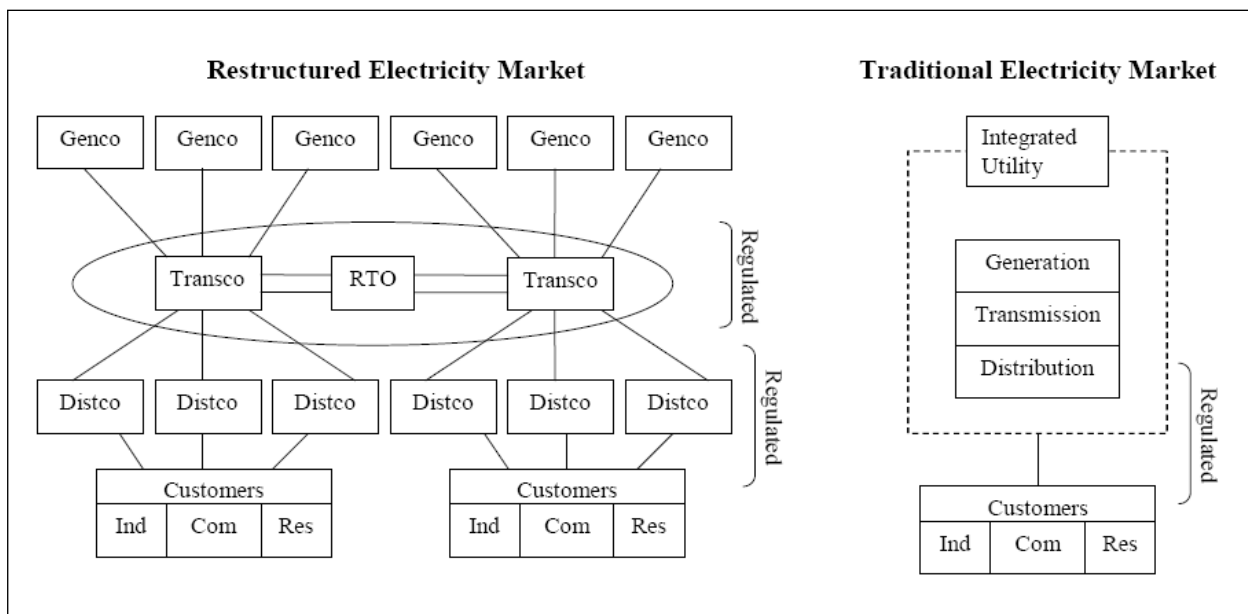 Restructured Electricity Market
Traditional Electricity Market
Genco
Genco
Genco
Genco
Genco
Genco
Integrated
Utility
Regulated
Transco
RTO
Transco
Generation
Transmission
Distribution
Regulated
Distco
Distco
Distco
Distco
Distco
Distco
Regulated
Customers
Ind
Com
Res
Customers
Ind
Com
Res
Customers
Ind
Com
Res